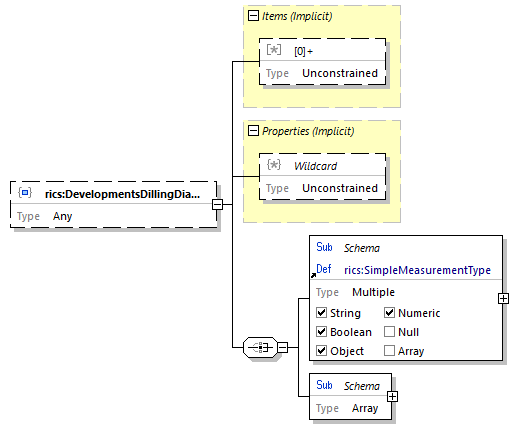 Items (Implicit)
[*] [0]+
Type Unconstrained
Properties (Implicit)
{*} Wildcard
Type Unconstrained
rics:DevelopmentsDillingDia...
Type Any
Sub Schema
Def rics:SimpleMeasurementType
Type Multiple
String Numeric
Boolean Null
Object Array
Sub Schema
Type Array